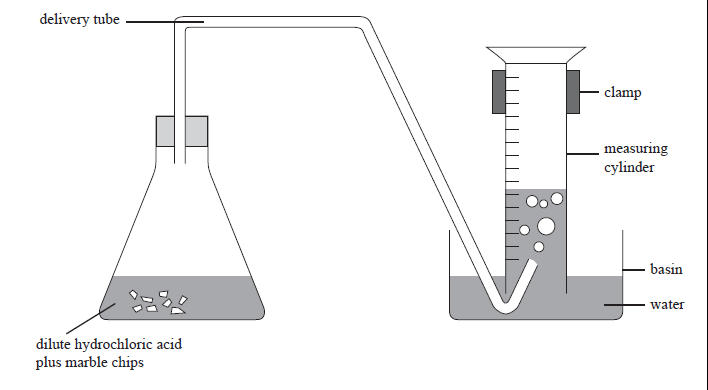 delivery tube
clamp
measuring
cylinder
basin
water
dilute hydrochloric acid
plus marble chips